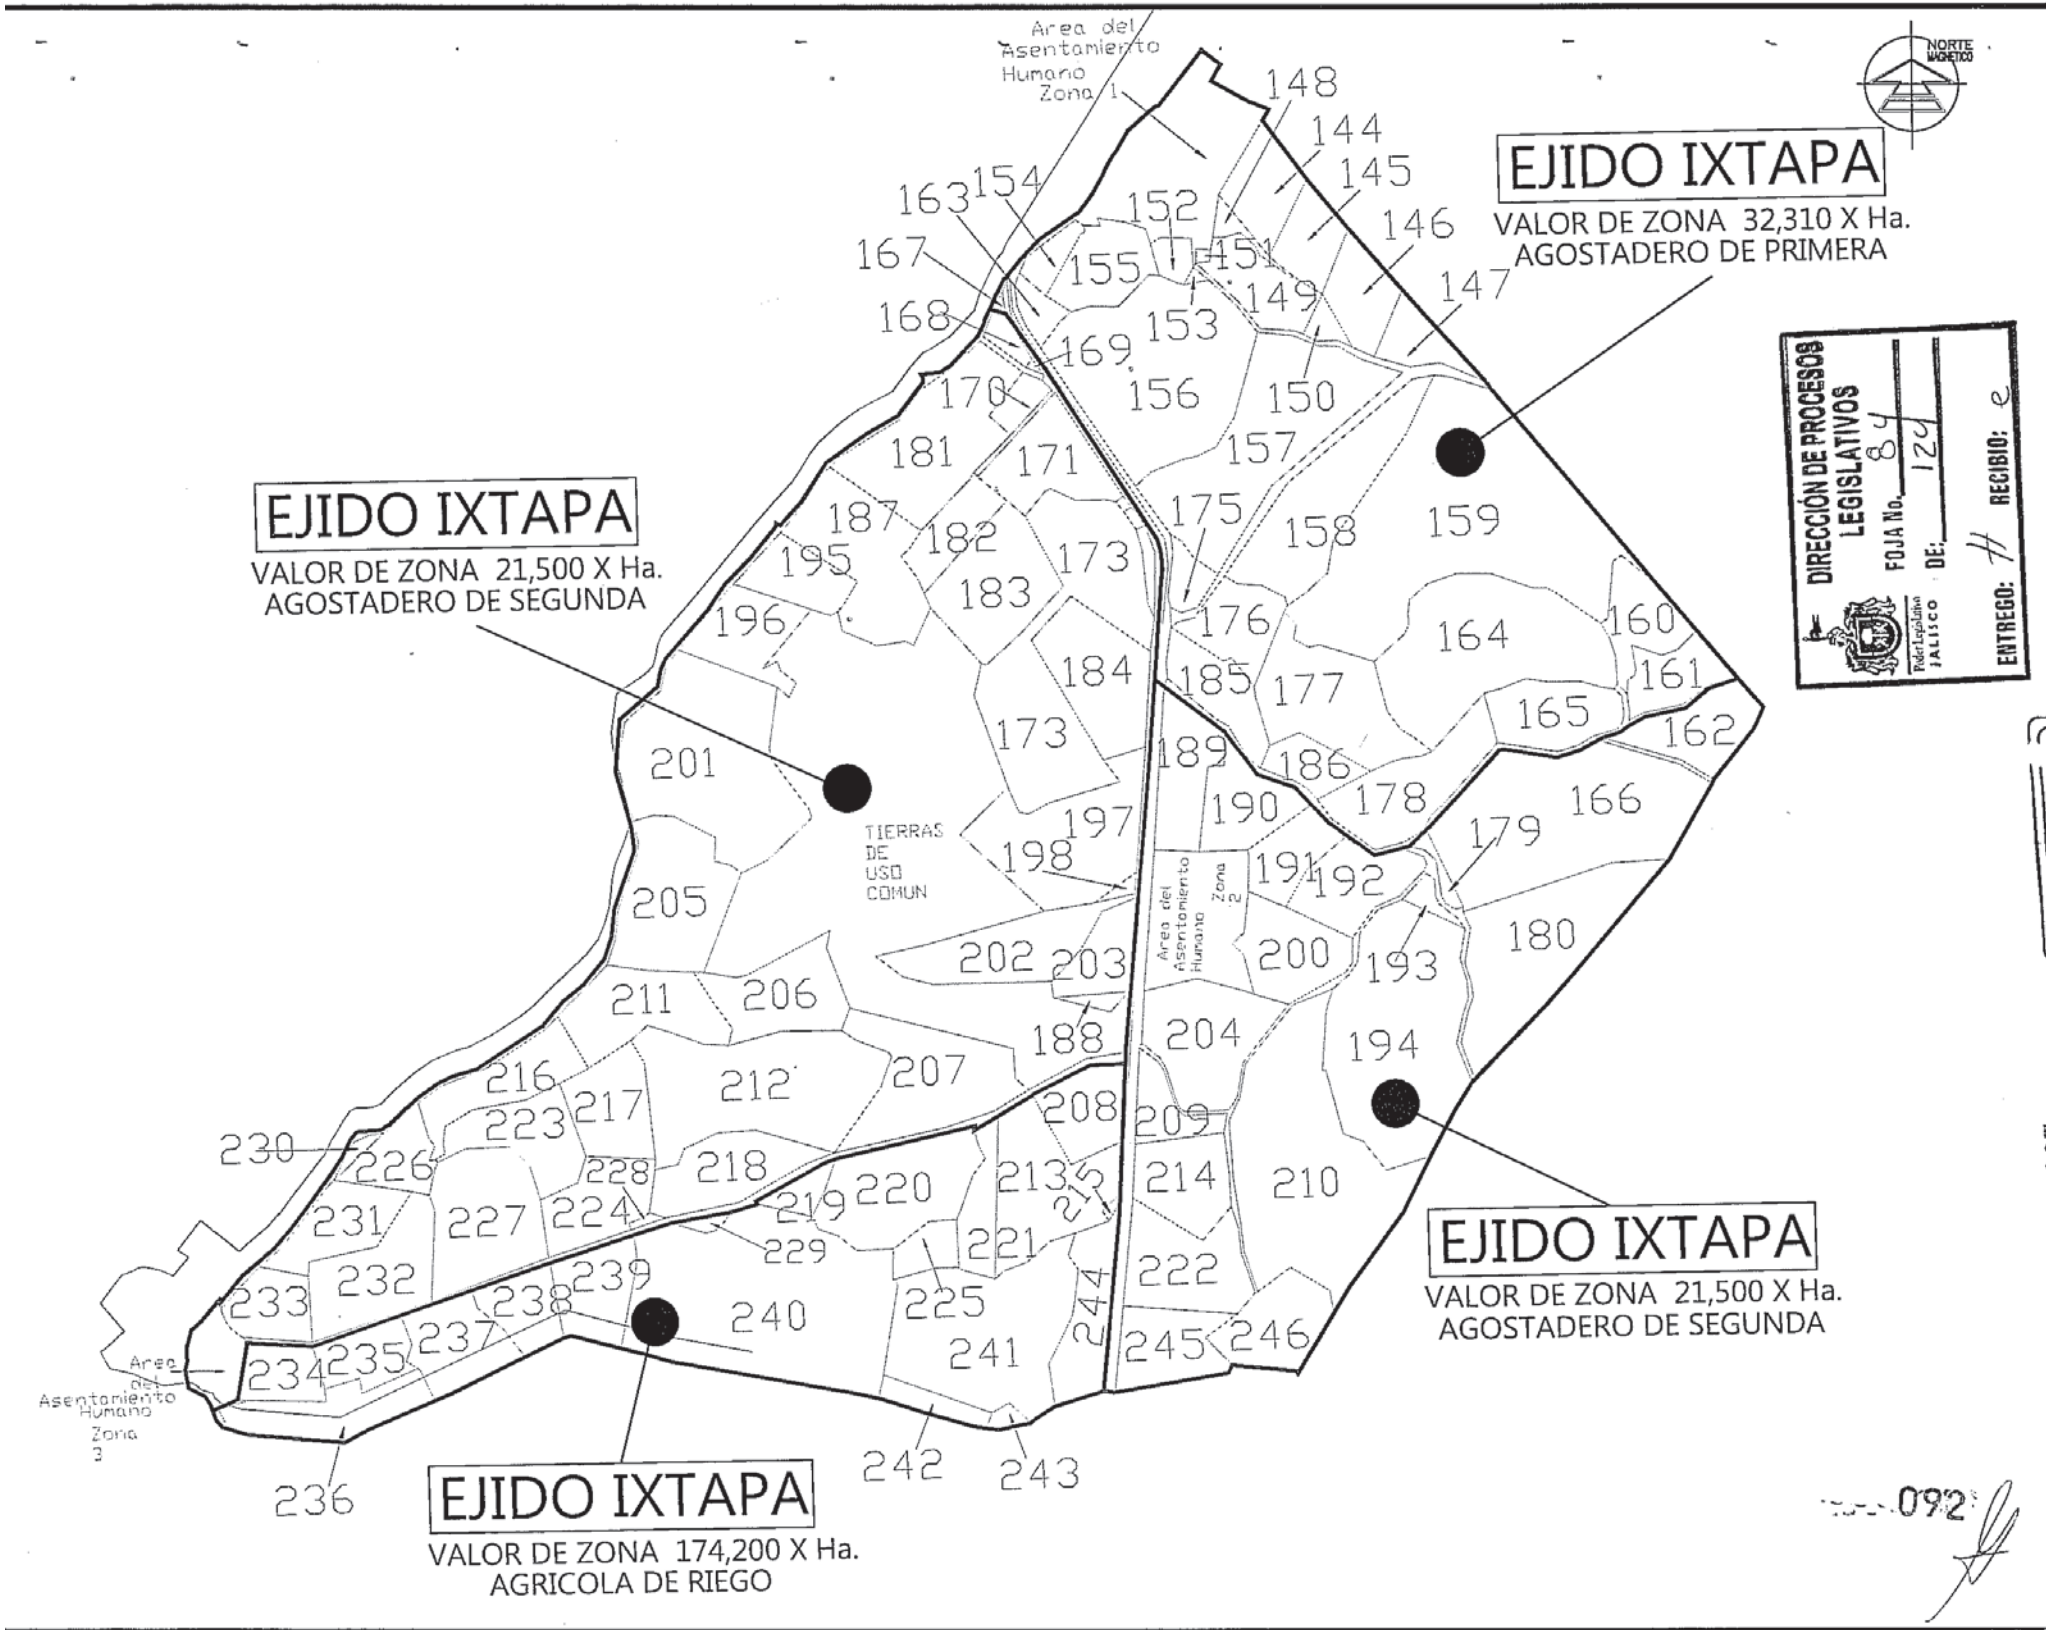 Area del
Asentamiento
Humano
Zona 1
NORTE
MAGNETICO
148
144
145
146
147
EJIDO IXTAPA
VALOR DE ZONA 32,310 X Ha.
AGOSTADERO DE PRIMERA
154
163
152
167
155
151
149
168
153
169
170
156
150
181
171
157
187
182
175
158
159
195
173
183
176
164
160
196
184
185
177
161
165
162
173
189
186
201
178
166
190
197
179
198
191
192
205
180
202
203
200
193
211
206
188
204
194
216
207
212
217
208
223
209
230
226
228
218
213
214
210
215
231
227
224
219
220
221
229
222
232
239
233
238
225
244
240
237
245
246
235
241
234
242
243
236
EJIDO IXTAPA
VALOR DE ZONA 21,500 X Ha.
AGOSTADERO DE SEGUNDA
TIERRAS
DE
USO
COMUN
Area del
Asentamiento
Humano
Zona
2
EJIDO IXTAPA
VALOR DE ZONA 21,500 X Ha.
AGOSTADERO DE SEGUNDA
Area
del
Asentamiento
Humano
Zona
3
EJIDO IXTAPA
VALOR DE ZONA 174,200 X Ha.
AGRICOLA DE RIEGO
DIRECCIÓN DE PROCESOS
LEGISLATIVOS
FOJA No. 84
DE: 124
Poder Legislativo
JALISCO
ENTREGO:
RECIBIO:
092